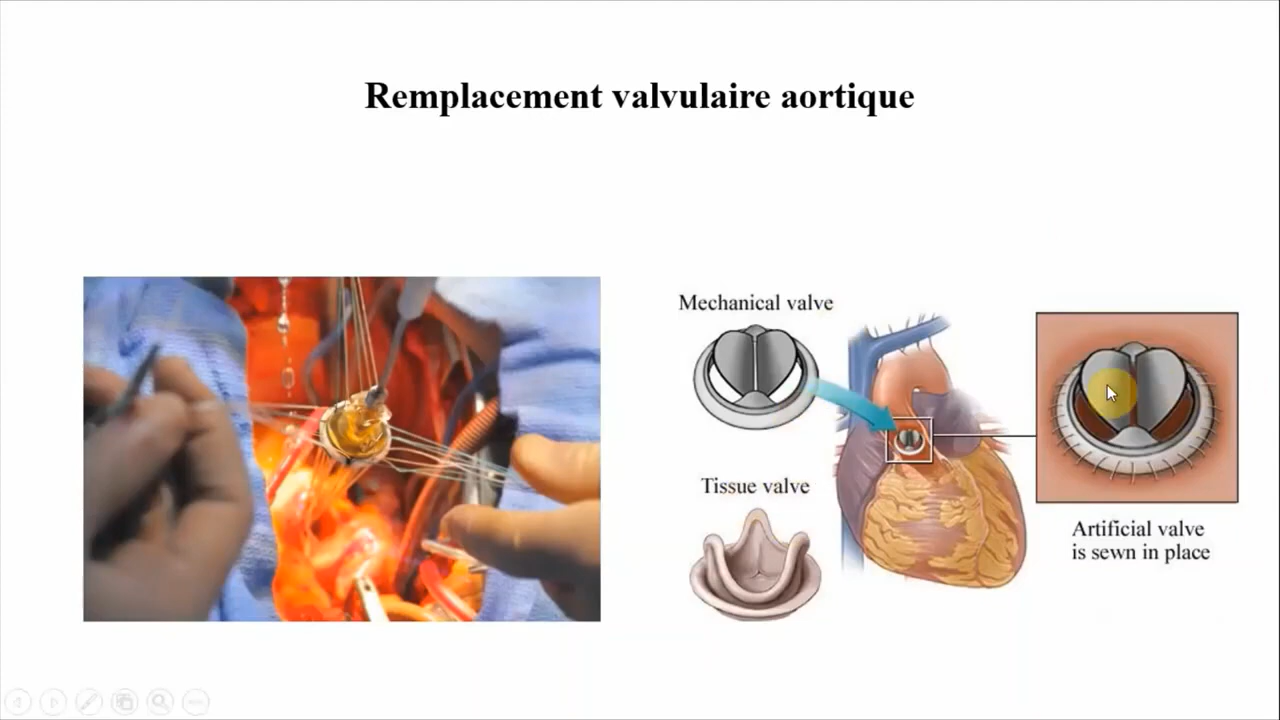 Remplacement valvulaire aortique
Mechanical valve
Tissue valve
Artificial valve
is sewn in place